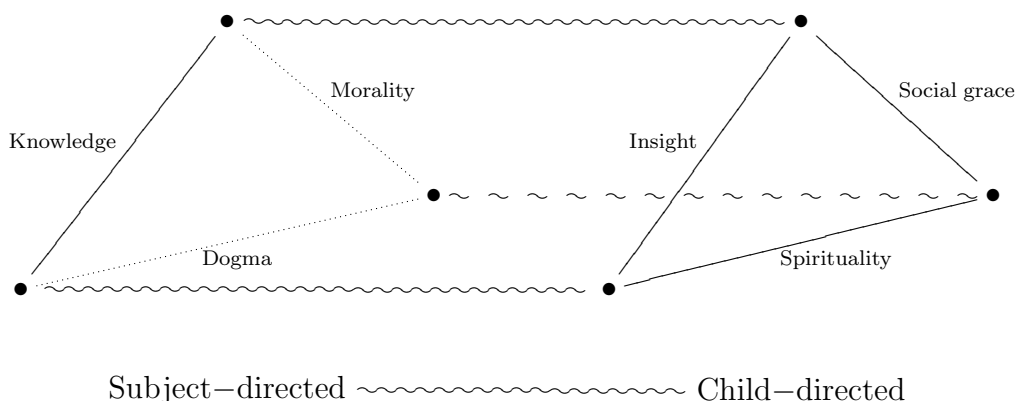 Morality
Social grace
Knowledge
Insight
Dogma
Spirituality
Subject−directed
Child−directed